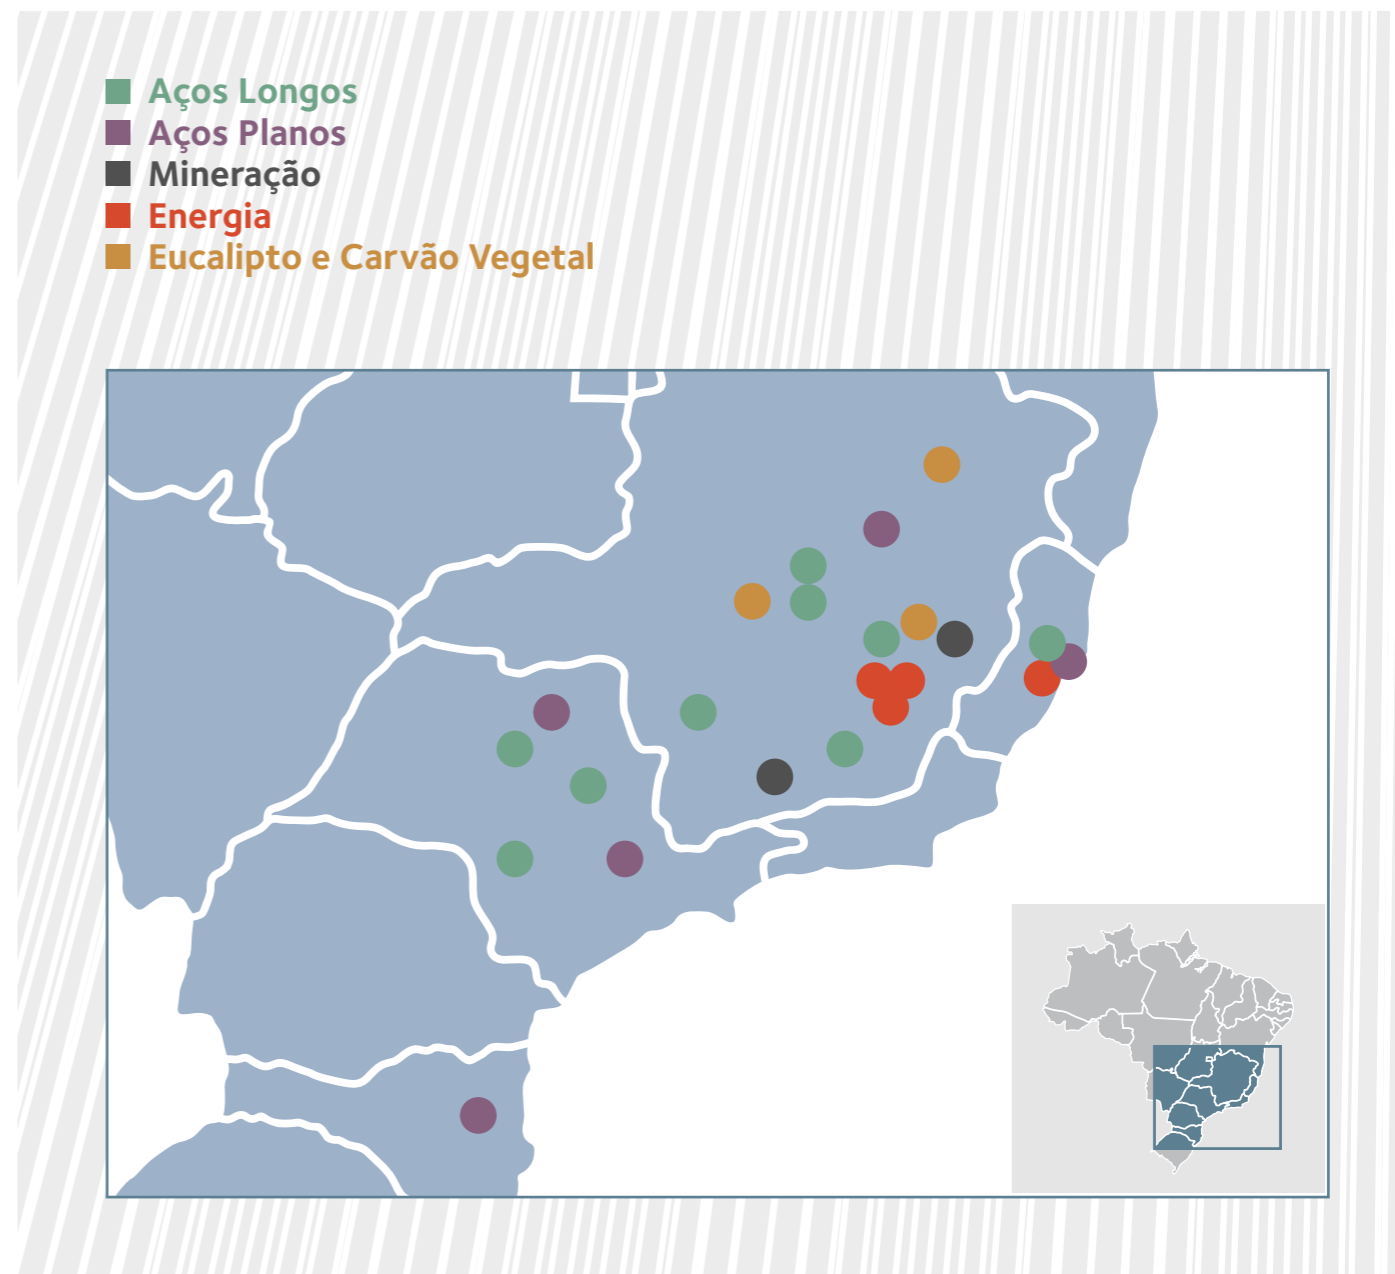 Aços Longos
Aços Planos
Mineração
Energia
Eucalipto e Carvão Vegetal